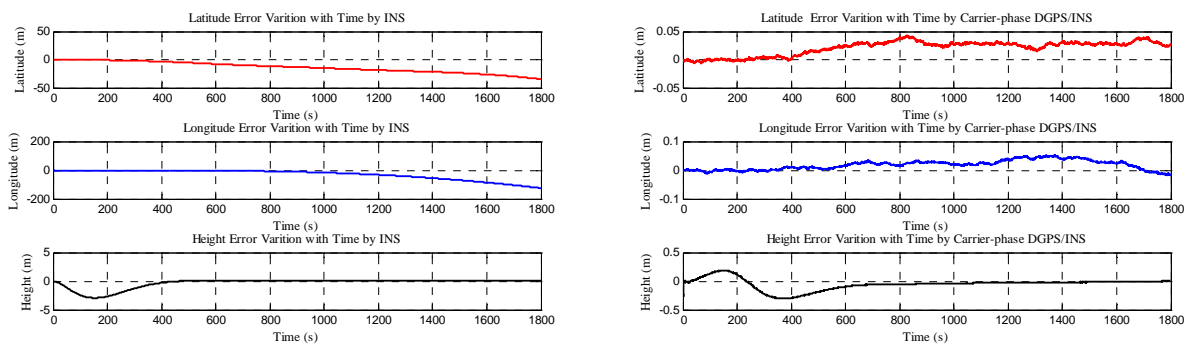 Latitude Error Varition with Time by INS
50
0
-50
Latitude (m)
0 200 400 600 800 1000 1200 1400 1600 1800
Time (s)
Longitude Error Varition with Time by INS
200
0
-200
Longitude (m)
0 200 400 600 800 1000 1200 1400 1600 1800
Time (s)
Height Error Varition with Time by INS
5
0
-5
Height (m)
0 200 400 600 800 1000 1200 1400 1600 1800
Time (s)
Latitude Error Varition with Time by Carrier-phase DGPS/INS
0.05
0
-0.05
Latitude (m)
0 200 400 600 800 1000 1200 1400 1600 1800
Time (s)
Longitude Error Varition with Time by Carrier-phase DGPS/INS
0.1
0
-0.1
Longitude (m)
0 200 400 600 800 1000 1200 1400 1600 1800
Time (s)
Height Error Varition with Time by Carrier-phase DGPS/INS
0.5
0
-0.5
Height (m)
0 200 400 600 800 1000 1200 1400 1600 1800
Time (s)